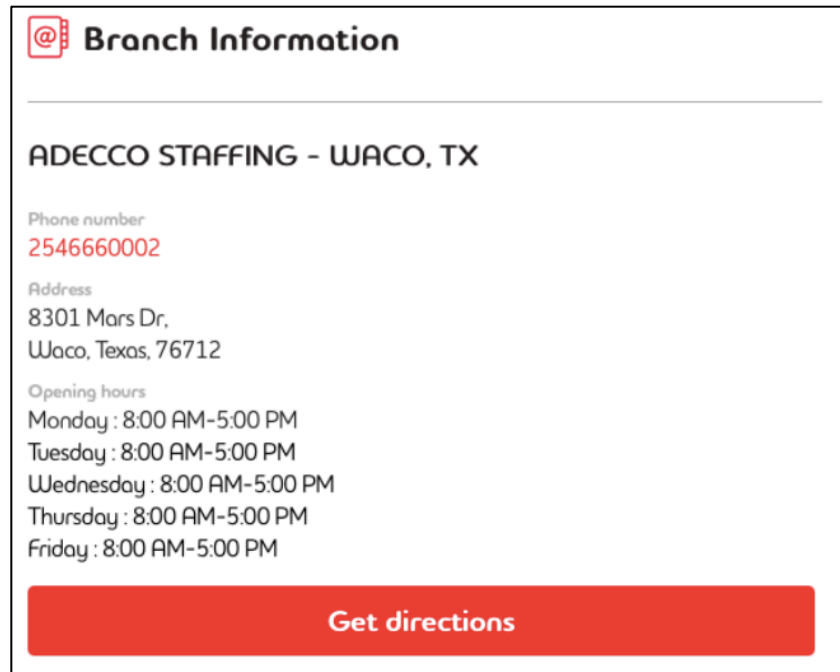 @ Branch Information
ADECCO STAFFING - WACO, TX
Phone number
2546660002
Address
8301 Mars Dr,
Waco, Texas, 76712
Opening hours
Monday : 8:00 AM-5:00 PM
Tuesday : 8:00 AM-5:00 PM
Wednesday : 8:00 AM-5:00 PM
Thursday : 8:00 AM-5:00 PM
Friday : 8:00 AM-5:00 PM
Get directions